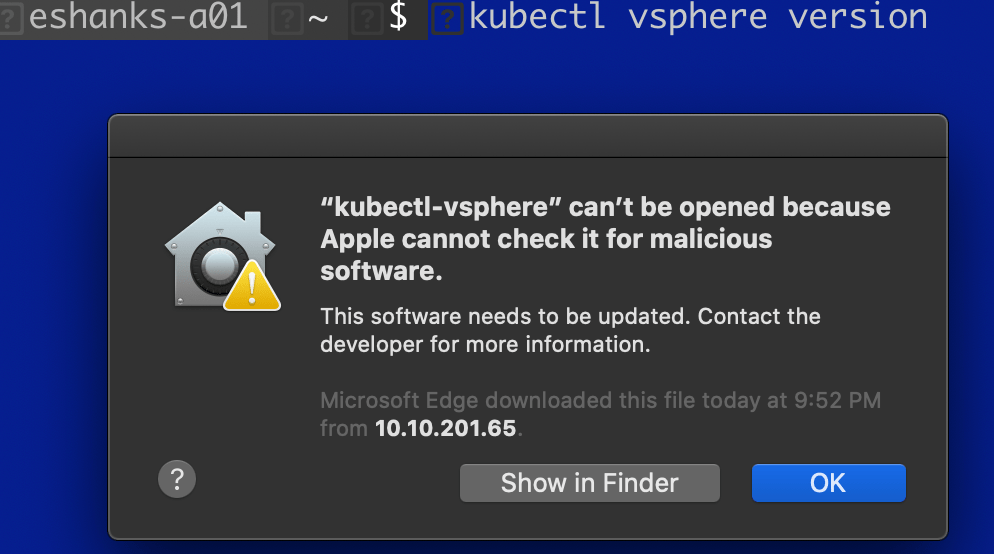 eshanks-a01 ~ $ kubectl vsphere version
“kubectl-vsphere” can’t be opened because
Apple cannot check it for malicious
software.
This software needs to be updated. Contact the
developer for more information.
Microsoft Edge downloaded this file today at 9:52 PM
from 10.10.201.65.
?
Show in Finder
OK